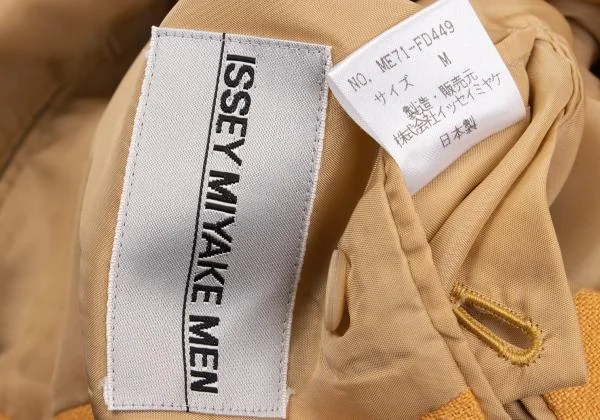 ISSEY MIYAKE MEN
NO. ME71-FD449
サイズ M
製造・販売元
株式会社イッセイミヤケ
日本製